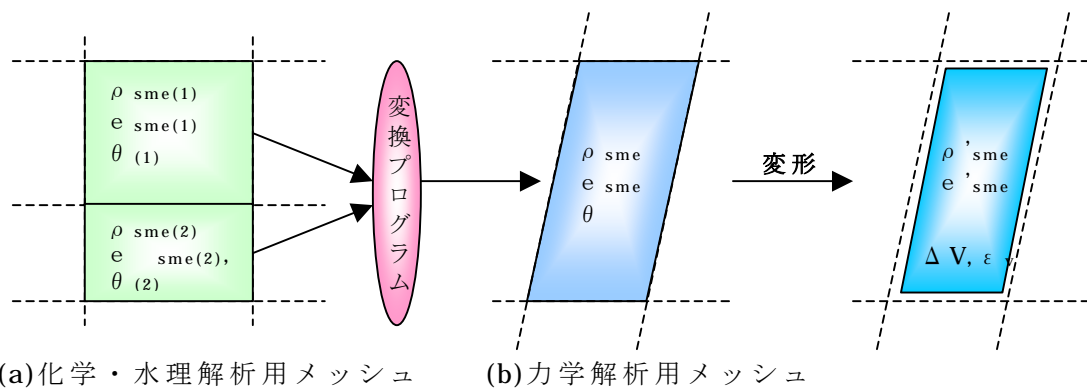 ρ sme(1)
e sme(1)
θ (1)
ρ sme(2)
e sme(2),
θ (2)
変換プログラム
ρ sme
e sme
θ
変形
ρ ’sme
e ’sme
Δ V, ε v
(a)化学・水理解析用メッシュ
(b)力学解析用メッシュ